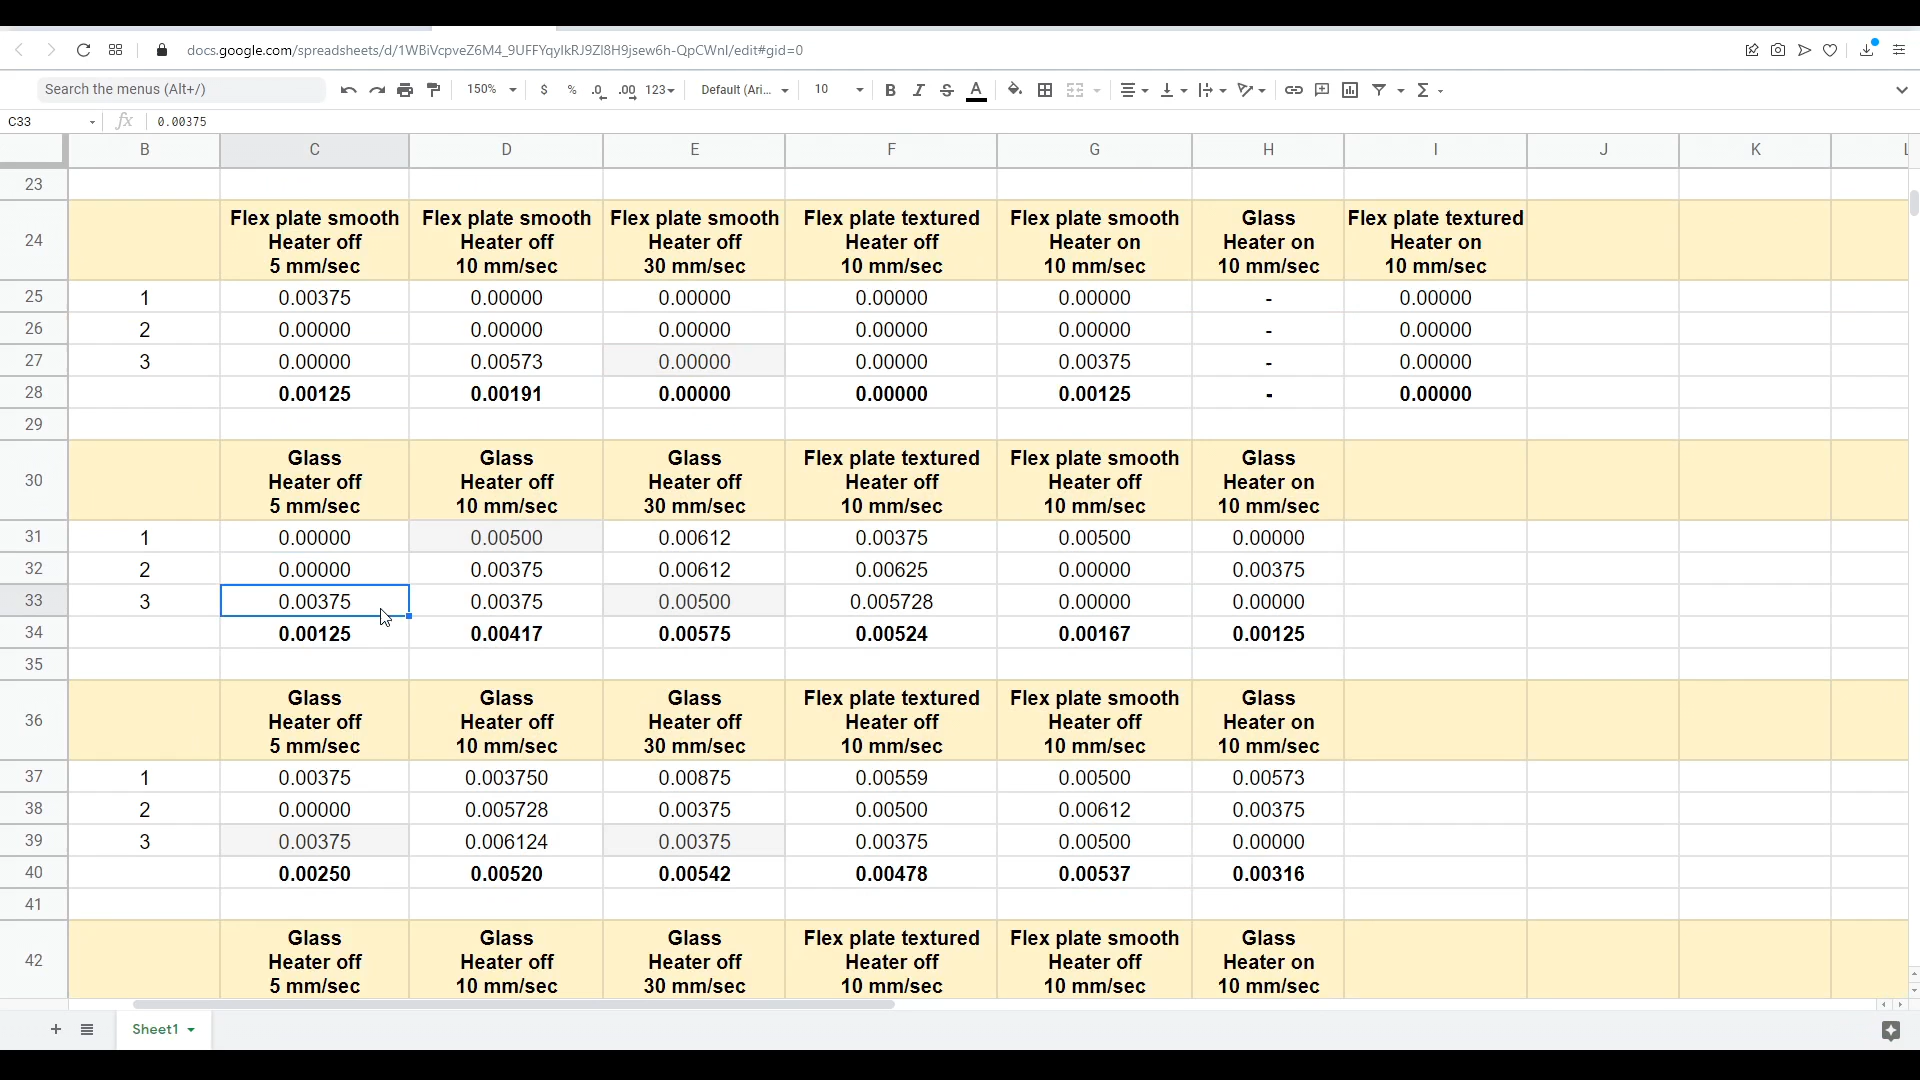 docs.google.com/spreadsheets/d/1WBiVcpveZ6M4_9UFFYqyIkRJ9ZI8H9jsew6h-QpCWnI/edit#gid=0
Search the menus (Alt+/) 150% $ % .0 .00 123 Default (Ari... 10 B I S A
C33 fx 0.00375
B C D E F G H I J K L
23
24 Flex plate smooth Flex plate smooth Flex plate smooth Flex plate textured Flex plate smooth Glass Flex plate textured
Heater off Heater off Heater off Heater off Heater on Heater on Heater on
5 mm/sec 10 mm/sec 30 mm/sec 10 mm/sec 10 mm/sec 10 mm/sec 10 mm/sec
25 1 0.00375 0.00000 0.00000 0.00000 0.00000 - 0.00000
26 2 0.00000 0.00000 0.00000 0.00000 0.00000 - 0.00000
27 3 0.00000 0.00573 0.00000 0.00000 0.00375 - 0.00000
28 0.00125 0.00191 0.00000 0.00000 0.00125 - 0.00000
29
30 Glass Glass Glass Flex plate textured Flex plate smooth Glass
Heater off Heater off Heater off Heater off Heater off Heater on
5 mm/sec 10 mm/sec 30 mm/sec 10 mm/sec 10 mm/sec 10 mm/sec
31 1 0.00000 0.00500 0.00612 0.00375 0.00500 0.00000
32 2 0.00000 0.00375 0.00612 0.00625 0.00000 0.00375
33 3 0.00375 0.00375 0.00500 0.005728 0.00000 0.00000
34 0.00125 0.00417 0.00575 0.00524 0.00167 0.00125
35
36 Glass Glass Glass Flex plate textured Flex plate smooth Glass
Heater off Heater off Heater off Heater off Heater off Heater on
5 mm/sec 10 mm/sec 30 mm/sec 10 mm/sec 10 mm/sec 10 mm/sec
37 1 0.00375 0.003750 0.00875 0.00559 0.00500 0.00573
38 2 0.00000 0.005728 0.00375 0.00500 0.00612 0.00375
39 3 0.00375 0.006124 0.00375 0.00375 0.00500 0.00000
40 0.00250 0.00520 0.00542 0.00478 0.00537 0.00316
41
42 Glass Glass Glass Flex plate textured Flex plate smooth Glass
Heater off Heater off Heater off Heater off Heater off Heater on
5 mm/sec 10 mm/sec 30 mm/sec 10 mm/sec 10 mm/sec 10 mm/sec
Sheet1